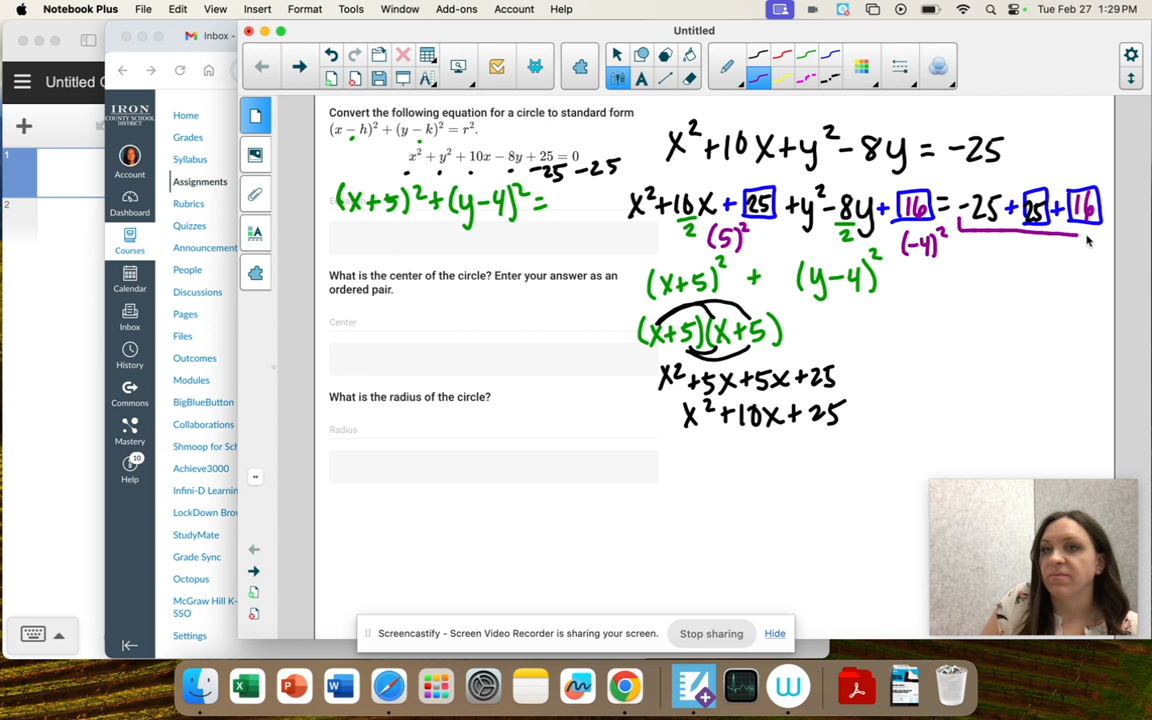 Notebook Plus File Edit View Insert Format Tools Window Add-ons Account Help Tue Feb 27 1:29 PM
Untitled
Inbox -
Untitled
IRON
COUNTY SCHOOL
DISTRICT
Account
Dashboard
Courses
Calendar
Inbox
History
Commons
Mastery
10
Help
1
2
Home
Grades
Syllabus
Assignments
Rubrics
Quizzes
Announcement
People
Discussions
Pages
Files
Outcomes
Modules
BigBlueButton
Collaborations
Shmoop for Sch
Achieve3000
Infini-D Learnin
LockDown Brov
StudyMate
Grade Sync
Octopus
McGraw Hill K-
SSO
Settings
Convert the following equation for a circle to standard form
(x − h)² + (y − k)² = r².
x² + y² + 10x − 8y + 25 = 0
-25 -25
(x+5)² + (y-4)² =
What is the center of the circle? Enter your answer as an
ordered pair.
Center
What is the radius of the circle?
Radius
x² + 10x + y² - 8y = -25
x² + 10x + 25 + y² - 8y + 16 = -25 + 25 + 16
2 (5)² 2 (-4)²
(x+5)² + (y-4)²
(x+5)(x+5)
x² + 5x + 5x + 25
x² + 10x + 25
Screencastify - Screen Video Recorder is sharing your screen. Stop sharing Hide